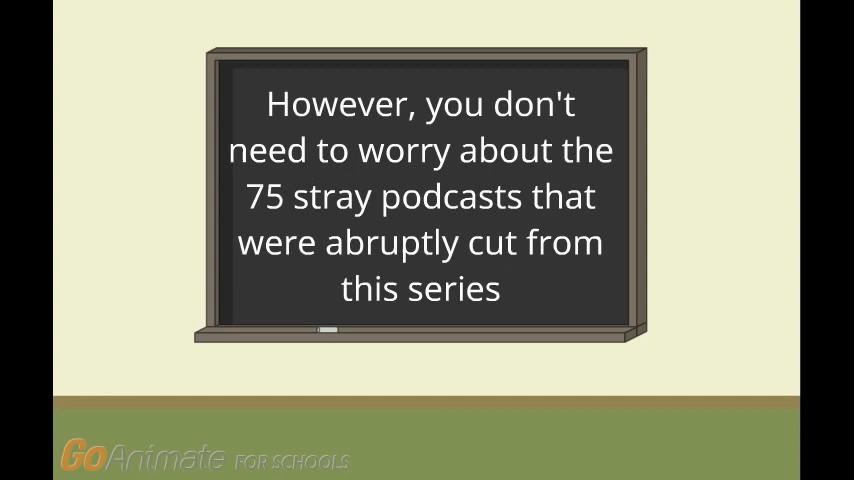 However, you don't
need to worry about the
75 stray podcasts that
were abruptly cut from
this series
GoAnimate FOR SCHOOLS